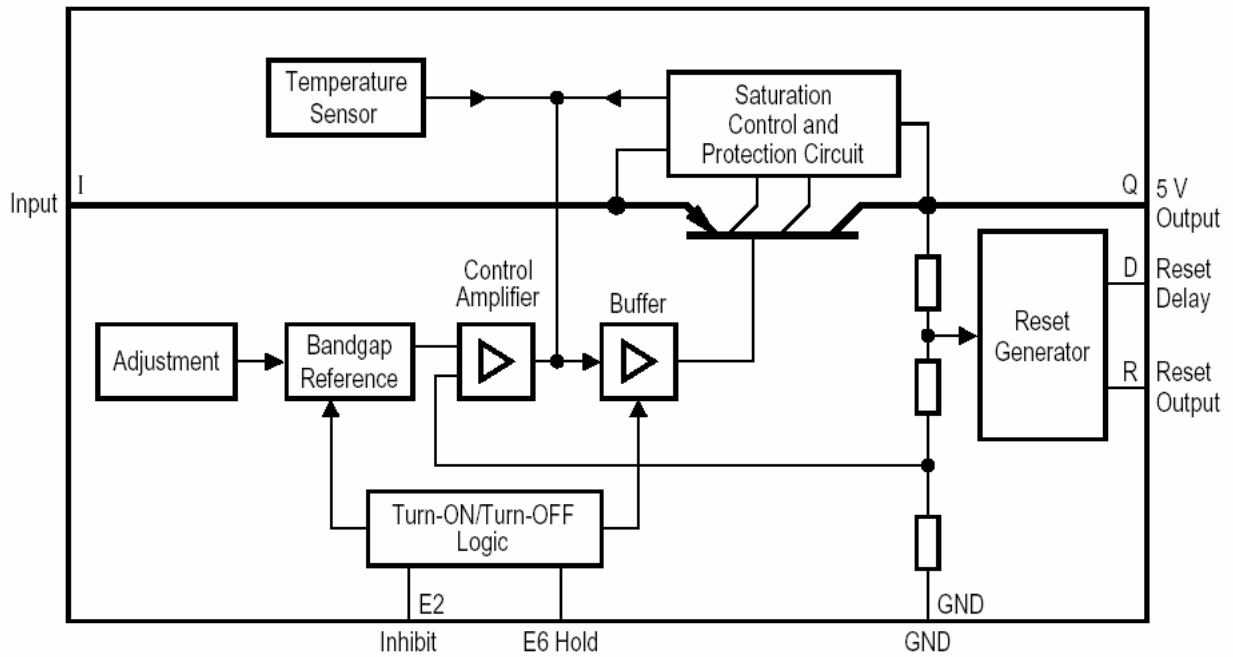 Temperature
Sensor
Saturation
Control and
Protection Circuit
Input
I
Q
5 V
Output
Control
Amplifier
Buffer
D
Reset
Delay
Adjustment
Bandgap
Reference
Reset
Generator
R
Reset
Output
Turn-ON/Turn-OFF
Logic
E2
GND
Inhibit
E6 Hold
GND